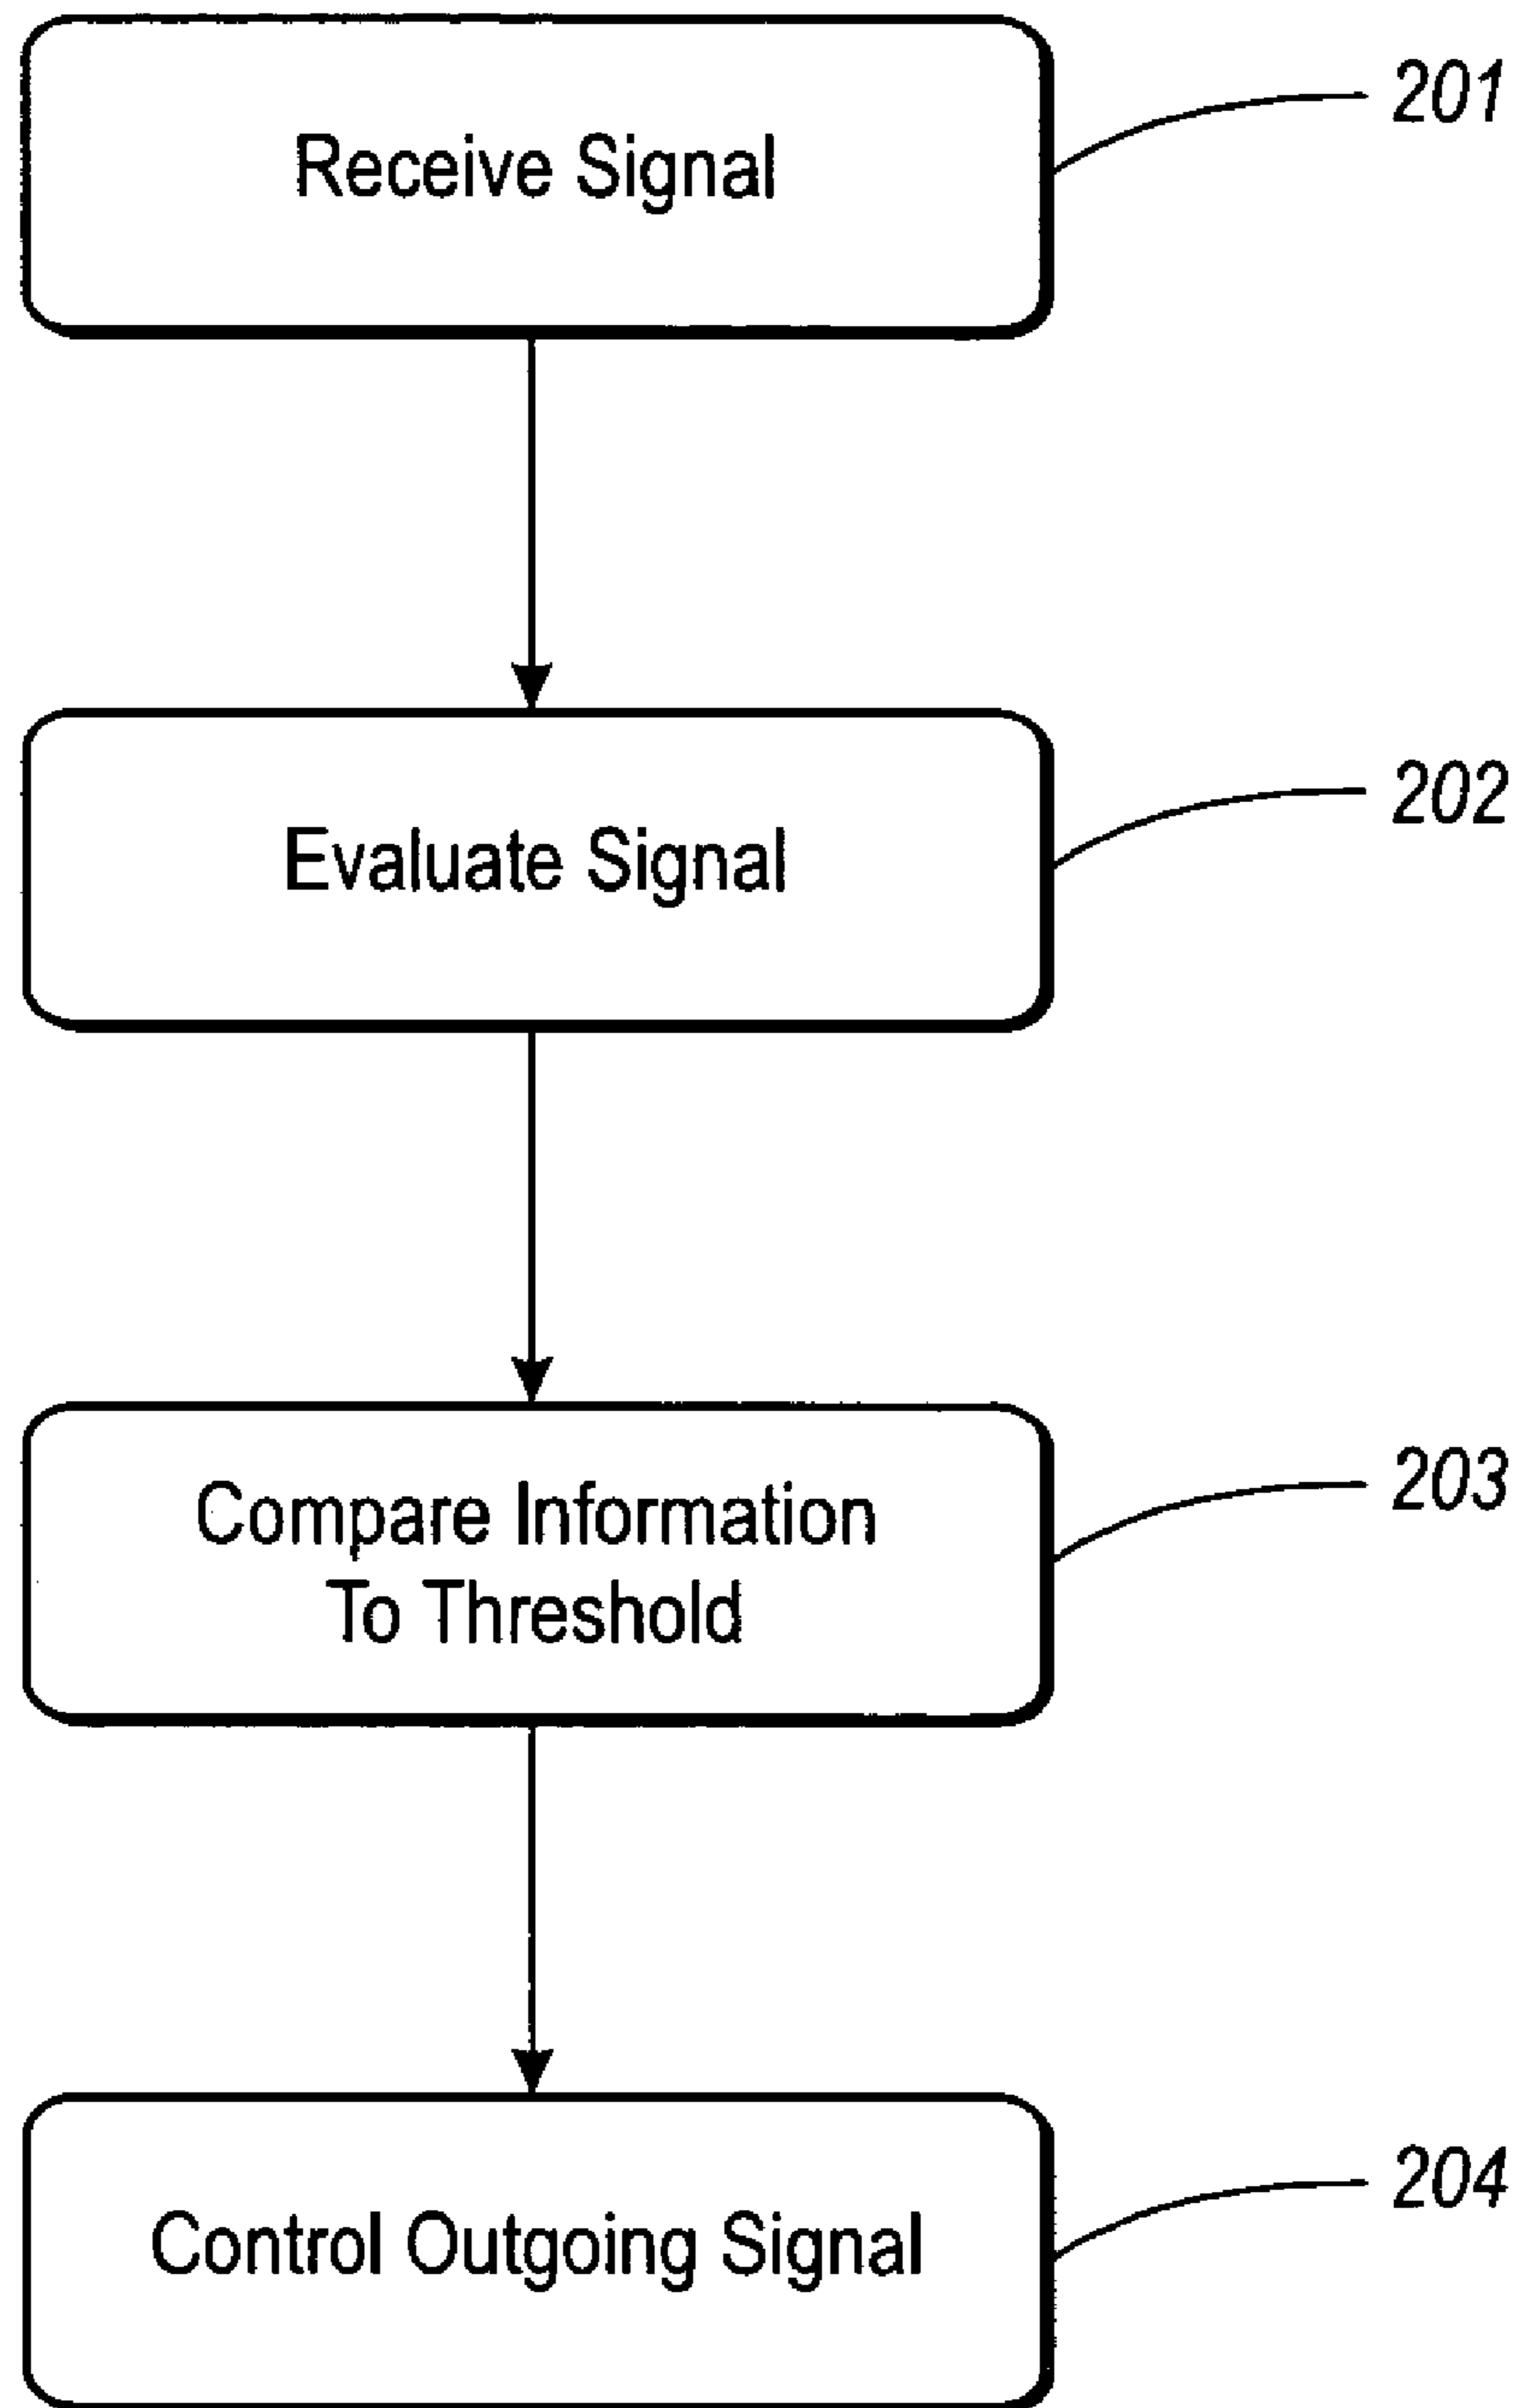 Receive Signal
201
Evaluate Signal
202
Compare Information
To Threshold
203
Control Outgoing Signal
204